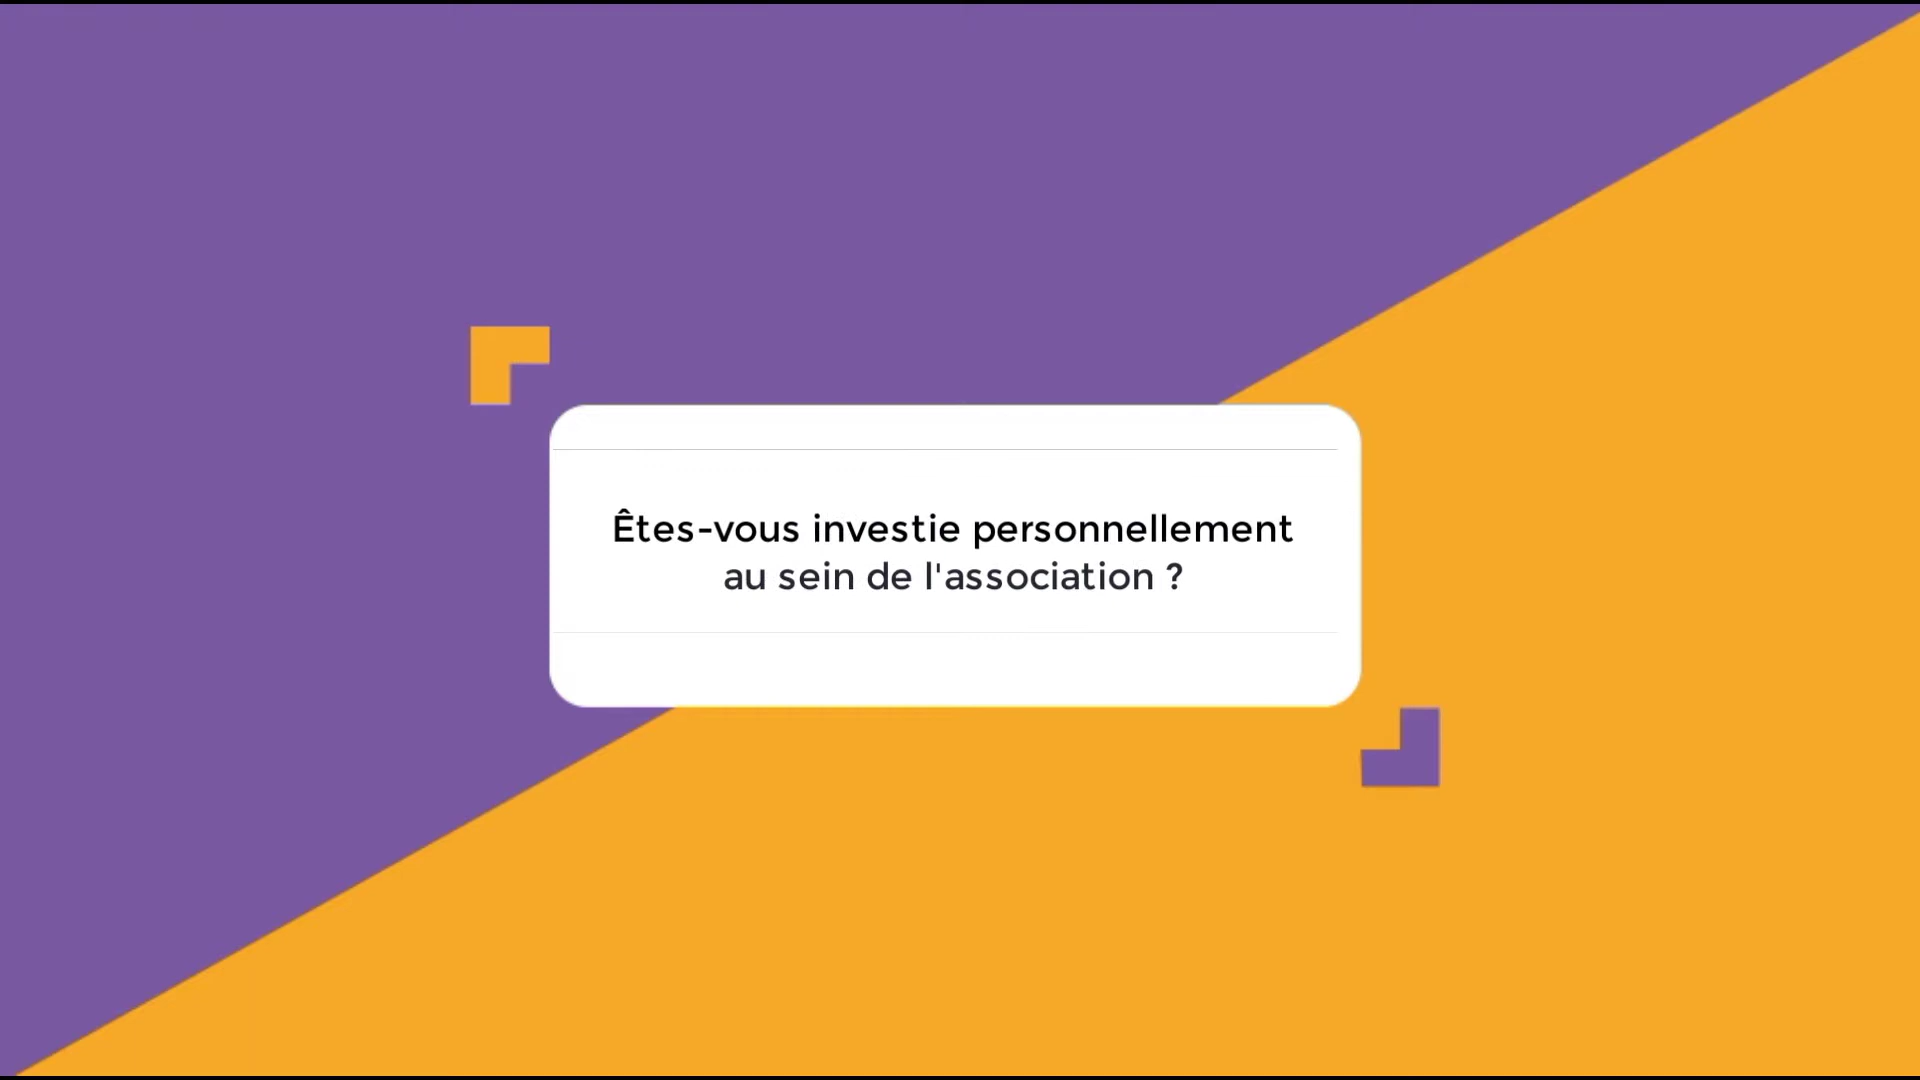 Êtes-vous investie personnellement
au sein de l'association ?